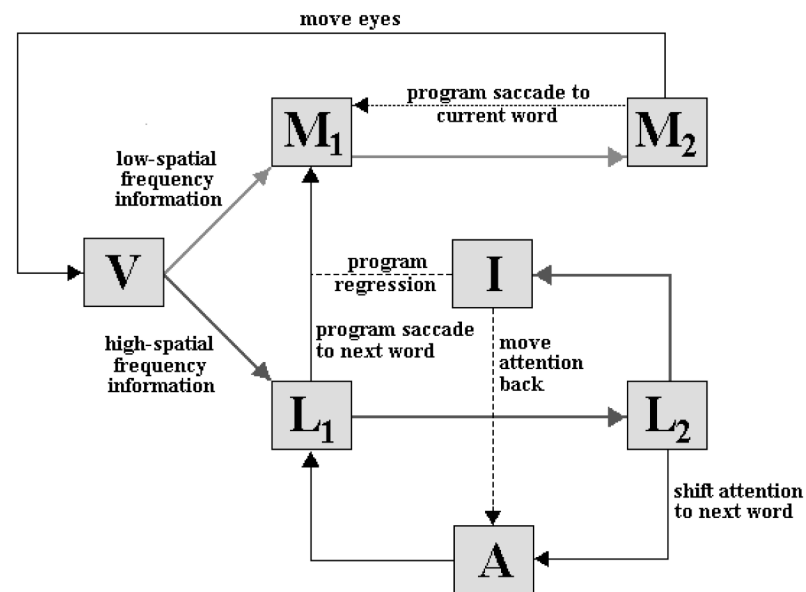 move eyes
program saccade to
current word
M1
M2
low-spatial
frequency
information
V
program
regression
I
high-spatial
frequency
information
program saccade
to next word
move
attention
back
L1
L2
shift attention
to next word
A